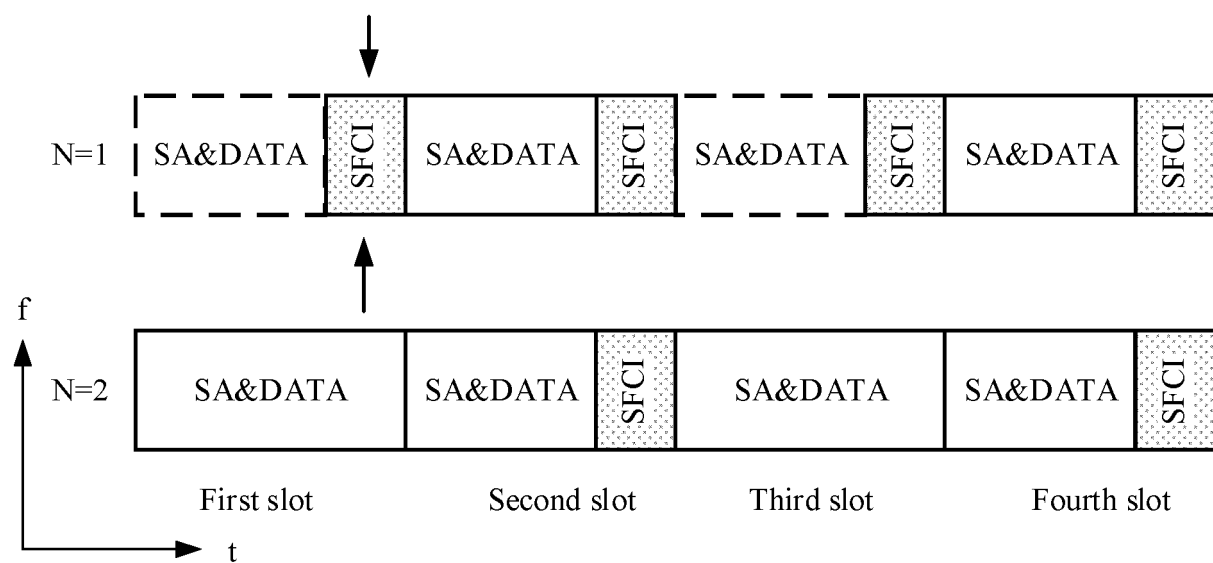 N=1 SA&DATA SFCI SA&DATA SFCI SA&DATA SFCI SA&DATA SFCI
f
N=2 SA&DATA SA&DATA SFCI SA&DATA SA&DATA SFCI
First slot Second slot Third slot Fourth slot
t